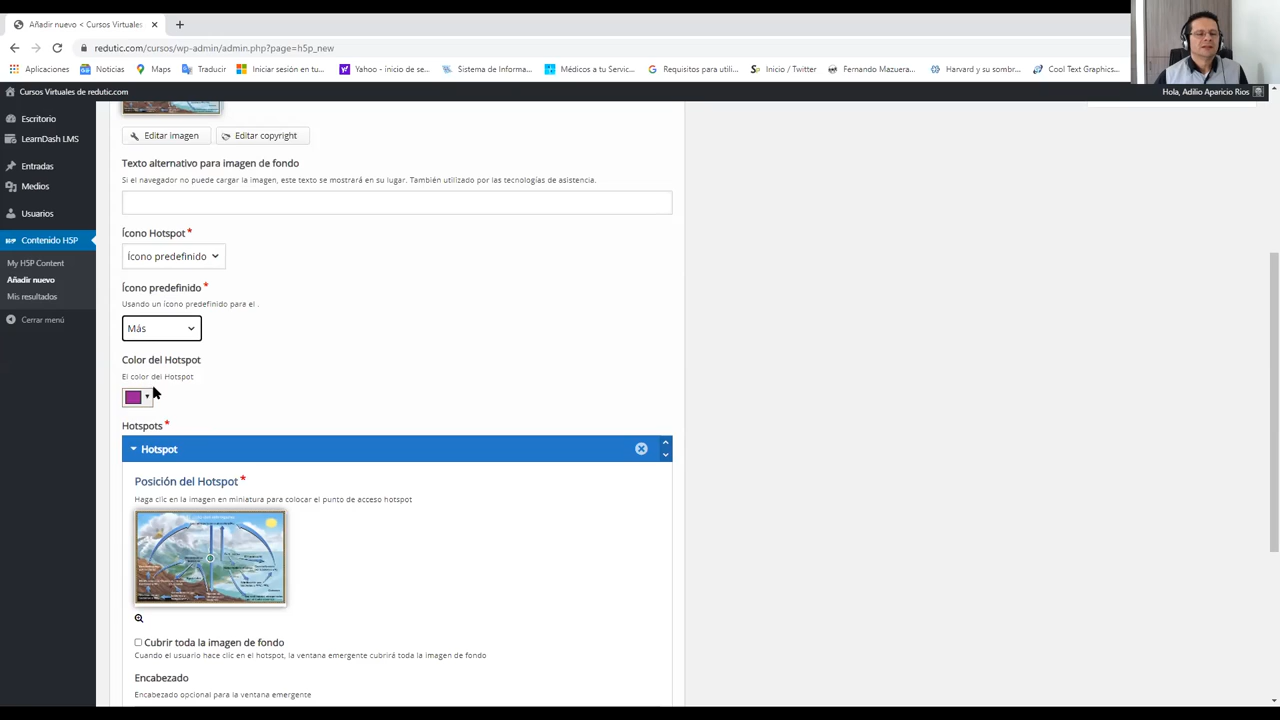 Añadir nuevo < Cursos Virtuales
redutic.com/cursos/wp-admin/admin.php?page=h5p_new
Aplicaciones
Noticias
Maps
Traducir
Iniciar sesión en tu...
Yahoo - inicio de se...
Sistema de Informa...
Médicos a tu Servic...
Requisitos para utili...
Inicio / Twitter
Fernando Mazuera...
Harvard y su sombr...
Cool Text Graphics...
Cursos Virtuales de redutic.com
Hola, Adilio Aparicio Rios
Escritorio
LearnDash LMS
Entradas
Medios
Usuarios
Contenido H5P
My H5P Content
Añadir nuevo
Mis resultados
Cerrar menú
Editar imagen
Editar copyright
Texto alternativo para imagen de fondo
Si el navegador no puede cargar la imagen, este texto se mostrará en su lugar. También utilizado por las tecnologías de asistencia.
Ícono Hotspot *
Ícono predefinido
Ícono predefinido *
Usando un ícono predefinido para el .
Más
Color del Hotspot
El color del Hotspot
Hotspots *
Hotspot
Posición del Hotspot *
Haga clic en la imagen en miniatura para colocar el punto de acceso hotspot
Cubrir toda la imagen de fondo
Cuando el usuario hace clic en el hotspot, la ventana emergente cubrirá toda la imagen de fondo
Encabezado
Encabezado opcional para la ventana emergente